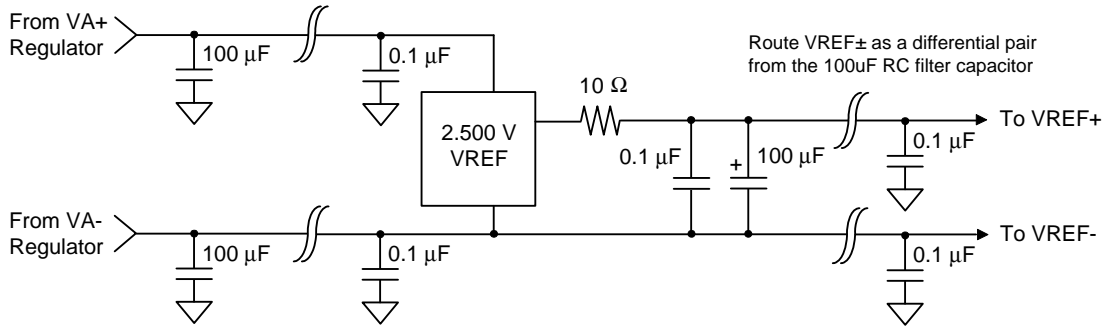 From VA+
Regulator
100 µF
0.1 µF
Route VREF± as a differential pair
from the 100uF RC filter capacitor
10 Ω
2.500 V
VREF
0.1 µF
+
100 µF
To VREF+
0.1 µF
From VA-
Regulator
100 µF
0.1 µF
To VREF-
0.1 µF